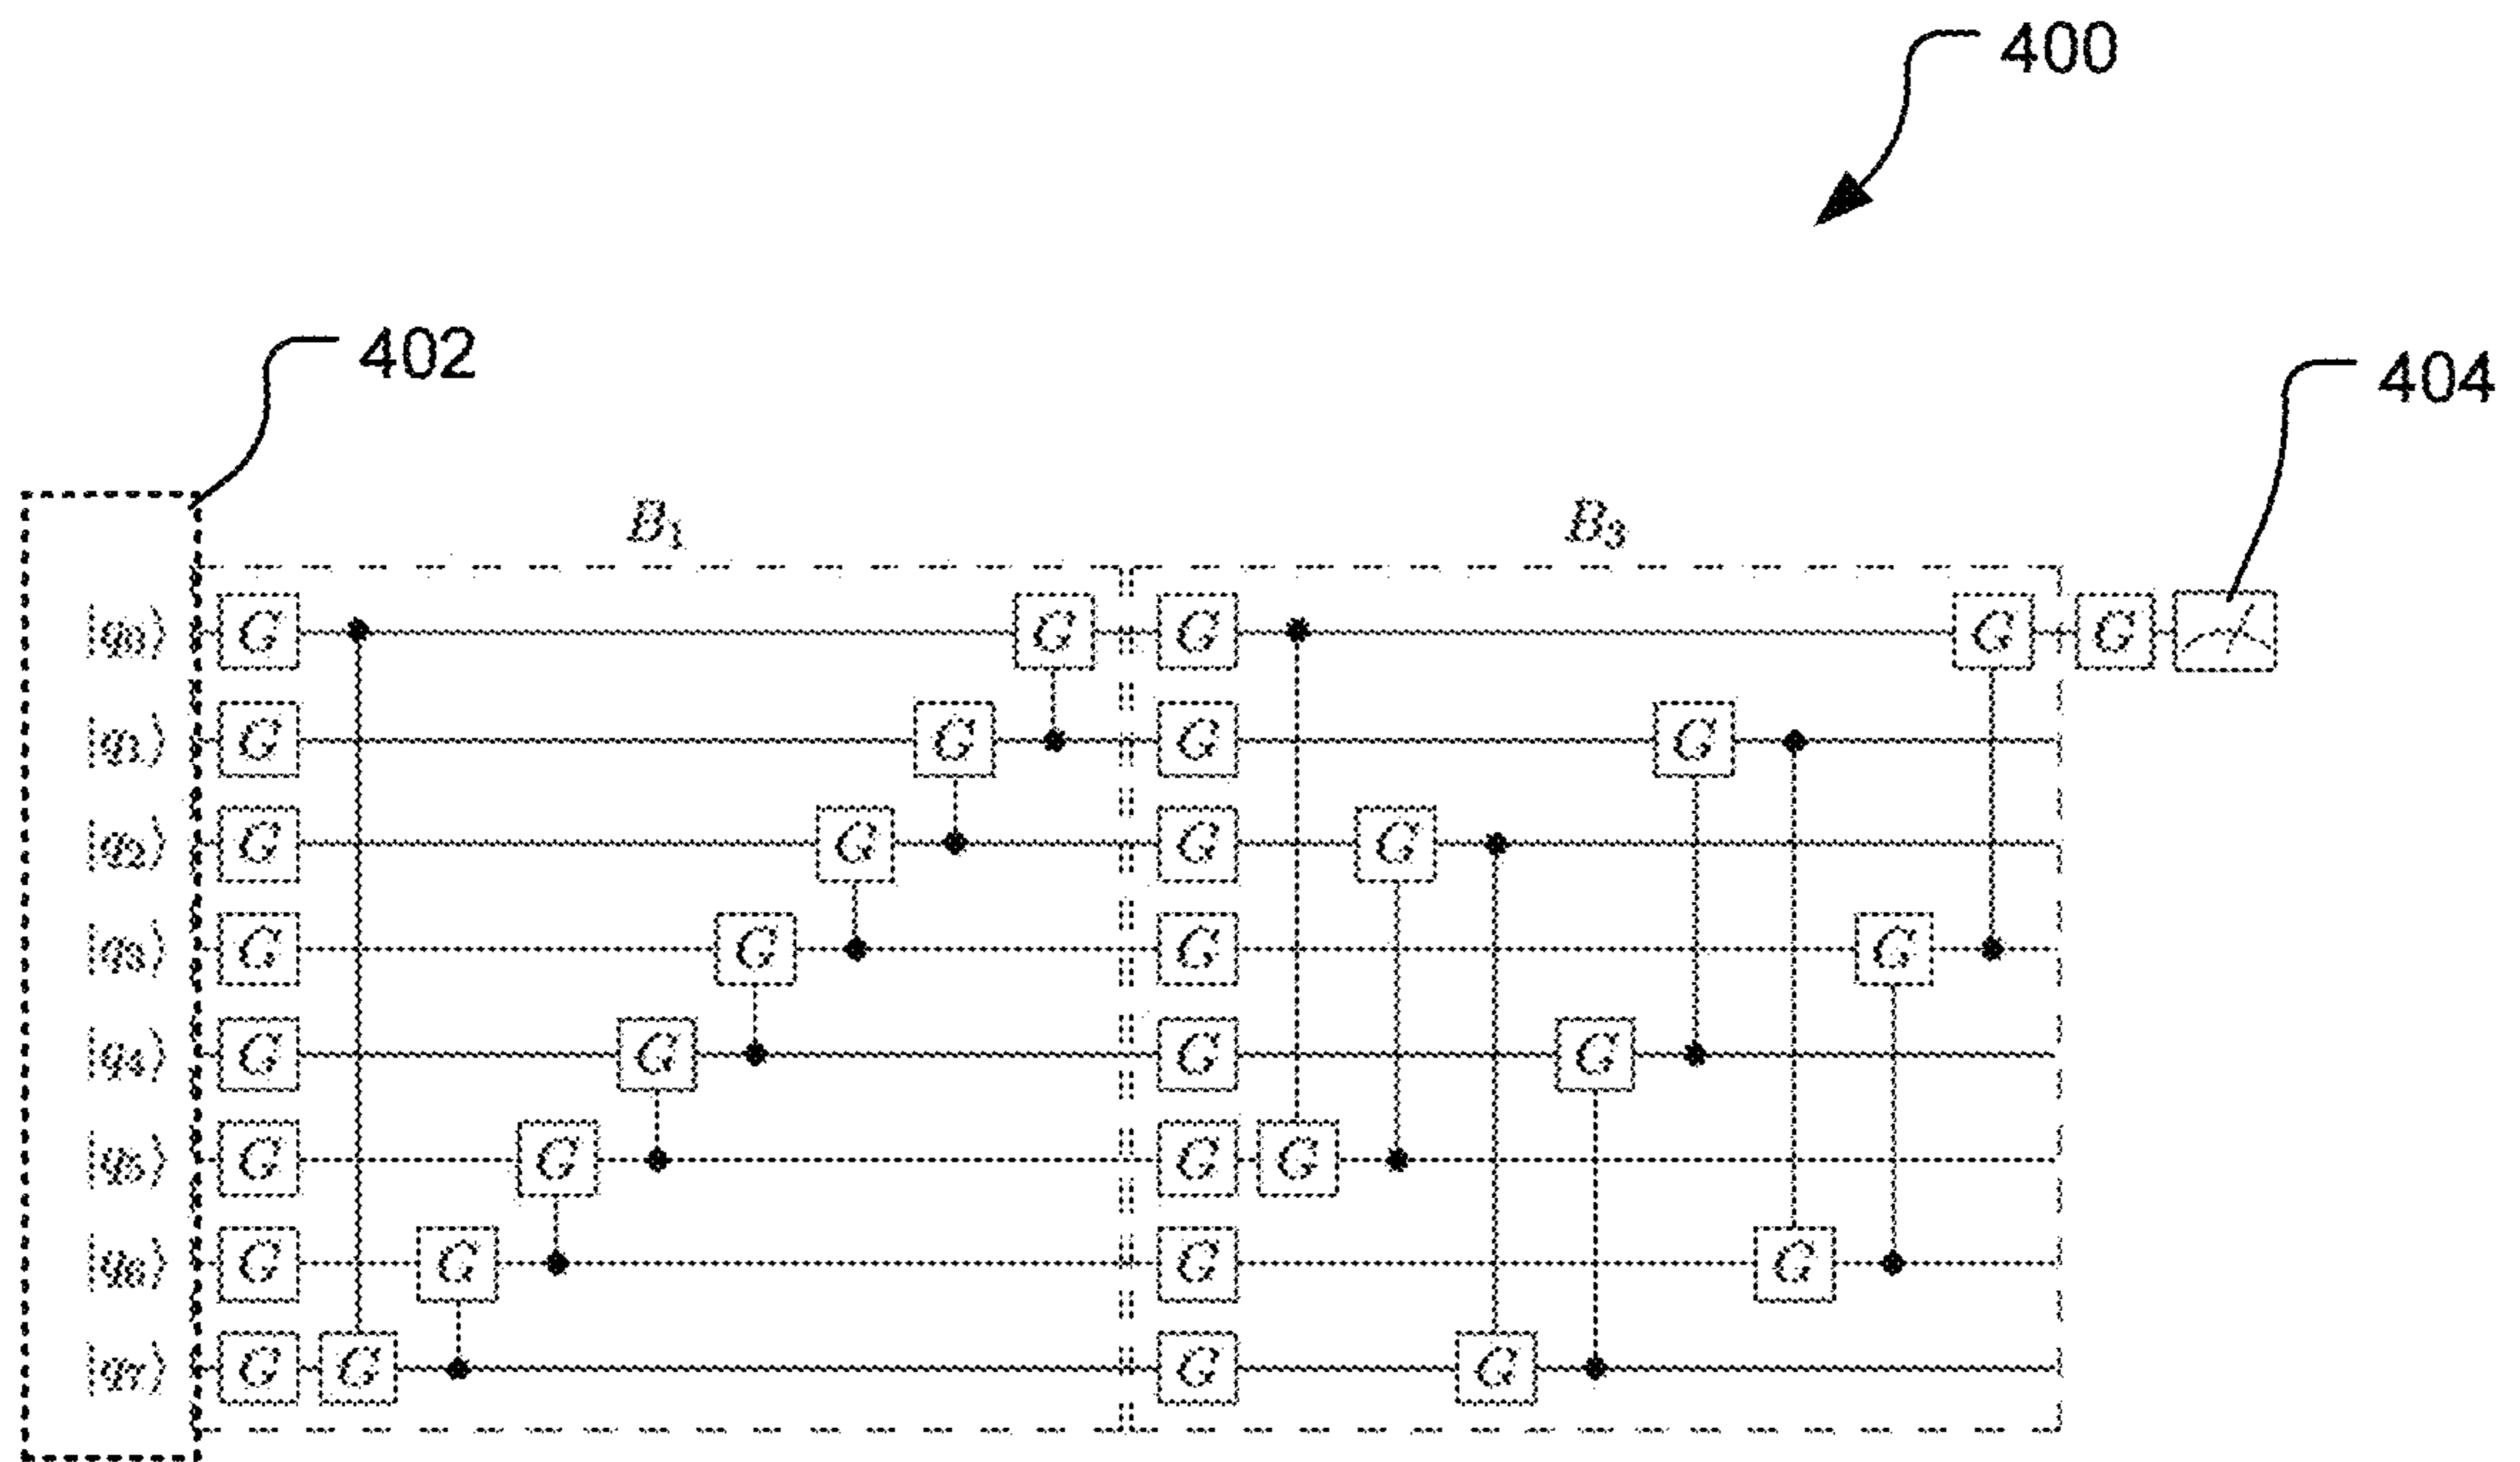 400
402
404
B₁ B₃
|q₀⟩ G G G G G
|q₁⟩ G G G G
|q₂⟩ G G G G
|q₃⟩ G G G G
|q₄⟩ G G G G
|q₅⟩ G G G G
|q₆⟩ G G G G
|q₇⟩ G G G G